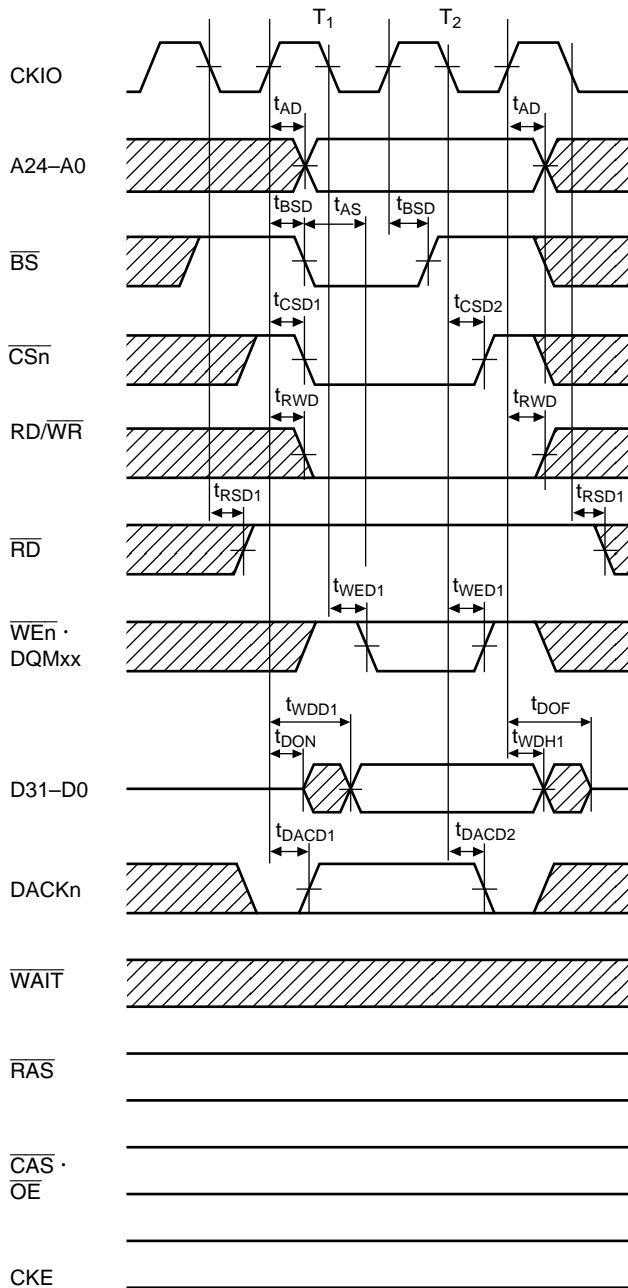 T1 T2
CKIO
tAD tAD
A24–A0
tBSD tAS tBSD
BS
tCSD1 tCSD2
CSn
tRWD tRWD
RD/WR
tRSD1 tRSD1
RD
tWED1 tWED1
WEn ·
DQMxx
tWDD1 tDOF
tDON tWDH1
D31–D0
tDACD1 tDACD2
DACKn
WAIT
RAS
CAS ·
OE
CKE